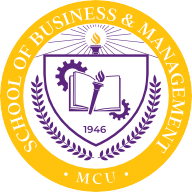 SCHOOL OF BUSINESS & MANAGEMENT
1946
• MCU •